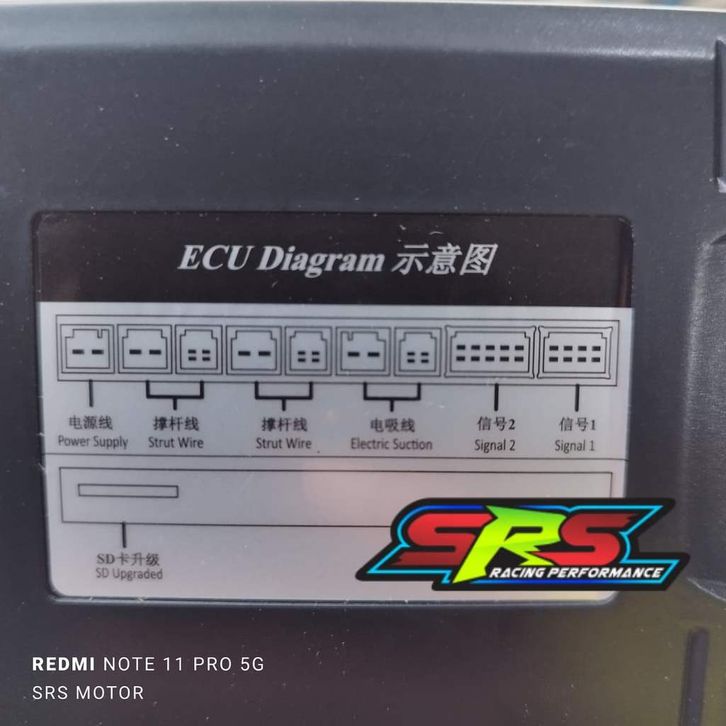 ECU Diagram 示意图
电源线 撑杆线 撑杆线 电吸线 信号2 信号1
Power Supply Strut Wire Strut Wire Electric Suction Signal 2 Signal 1
SD卡升级
SD Upgraded
SRS
RACING PERFORMANCE
REDMI NOTE 11 PRO 5G
SRS MOTOR